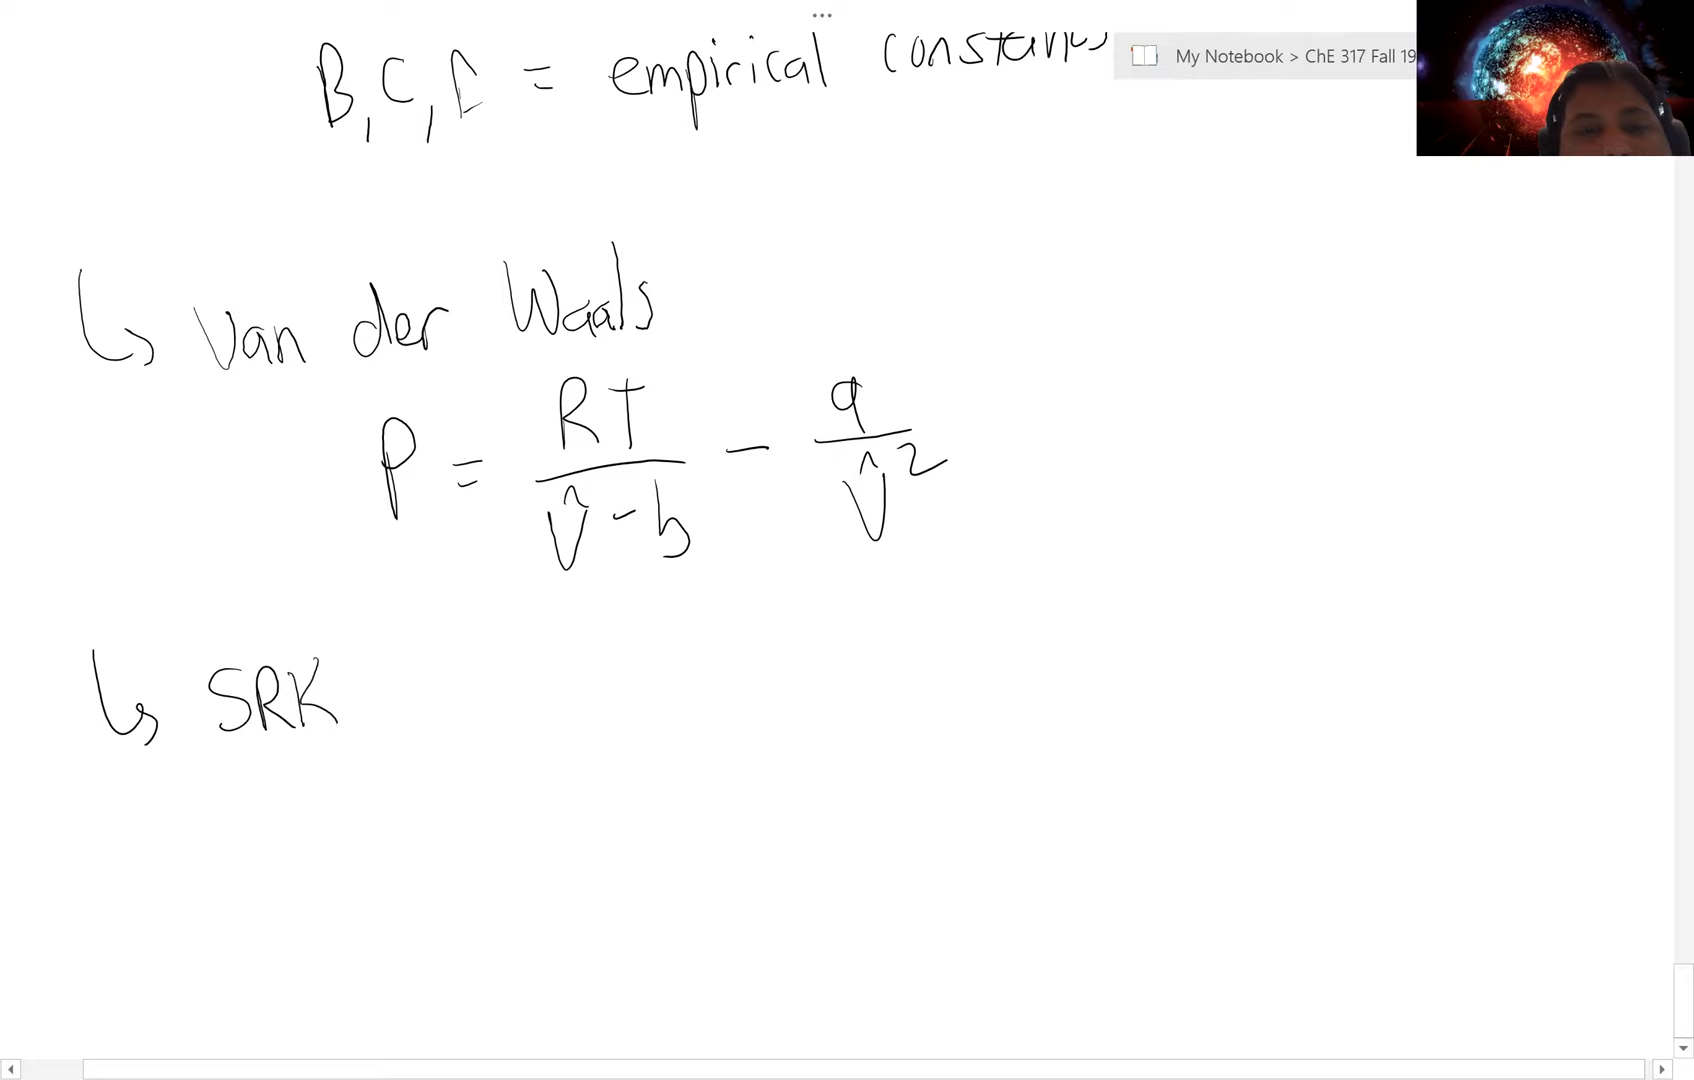 B, C, D = empirical constants
My Notebook > ChE 317 Fall 19
↳ Van der Waals
P = RT / (V̂ - b) - a / V̂²
↳ SRK